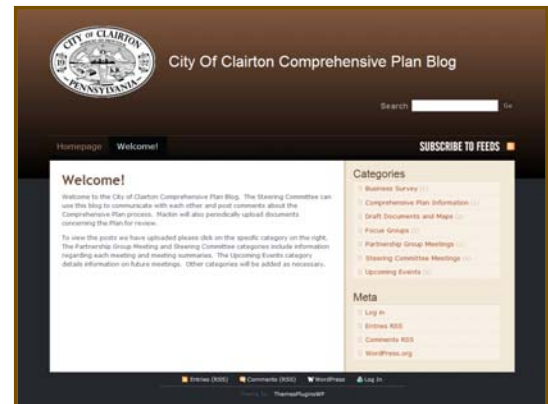 CITY OF CLAIRTON
PENNSYLVANIA
City Of Clairton Comprehensive Plan Blog
Search
Go
Homepage Welcome!
SUBSCRIBE TO FEEDS
Welcome!
Welcome to the City of Clairton Comprehensive Plan Blog. The Steering Committee can
use this blog to communicate with each other and post comments about the
Comprehensive Plan process. Mackin will also periodically upload documents
concerning the Plan for review.
To view the posts we have uploaded please click on the specific category on the right.
The Partnership Group Meeting and Steering Committee categories include information
regarding each meeting and meeting summaries. The Upcoming Events category
details information on future meetings. Other categories will be added as necessary.
Categories
Business Survey
Comprehensive Plan Information
Draft Documents and Maps
Focus Groups
Partnership Group Meetings
Steering Committee Meetings
Upcoming Events
Meta
Log in
Entries RSS
Comments RSS
WordPress.org
Entries (RSS) Comments (RSS) WordPress Log In
ThemesPluginsWP